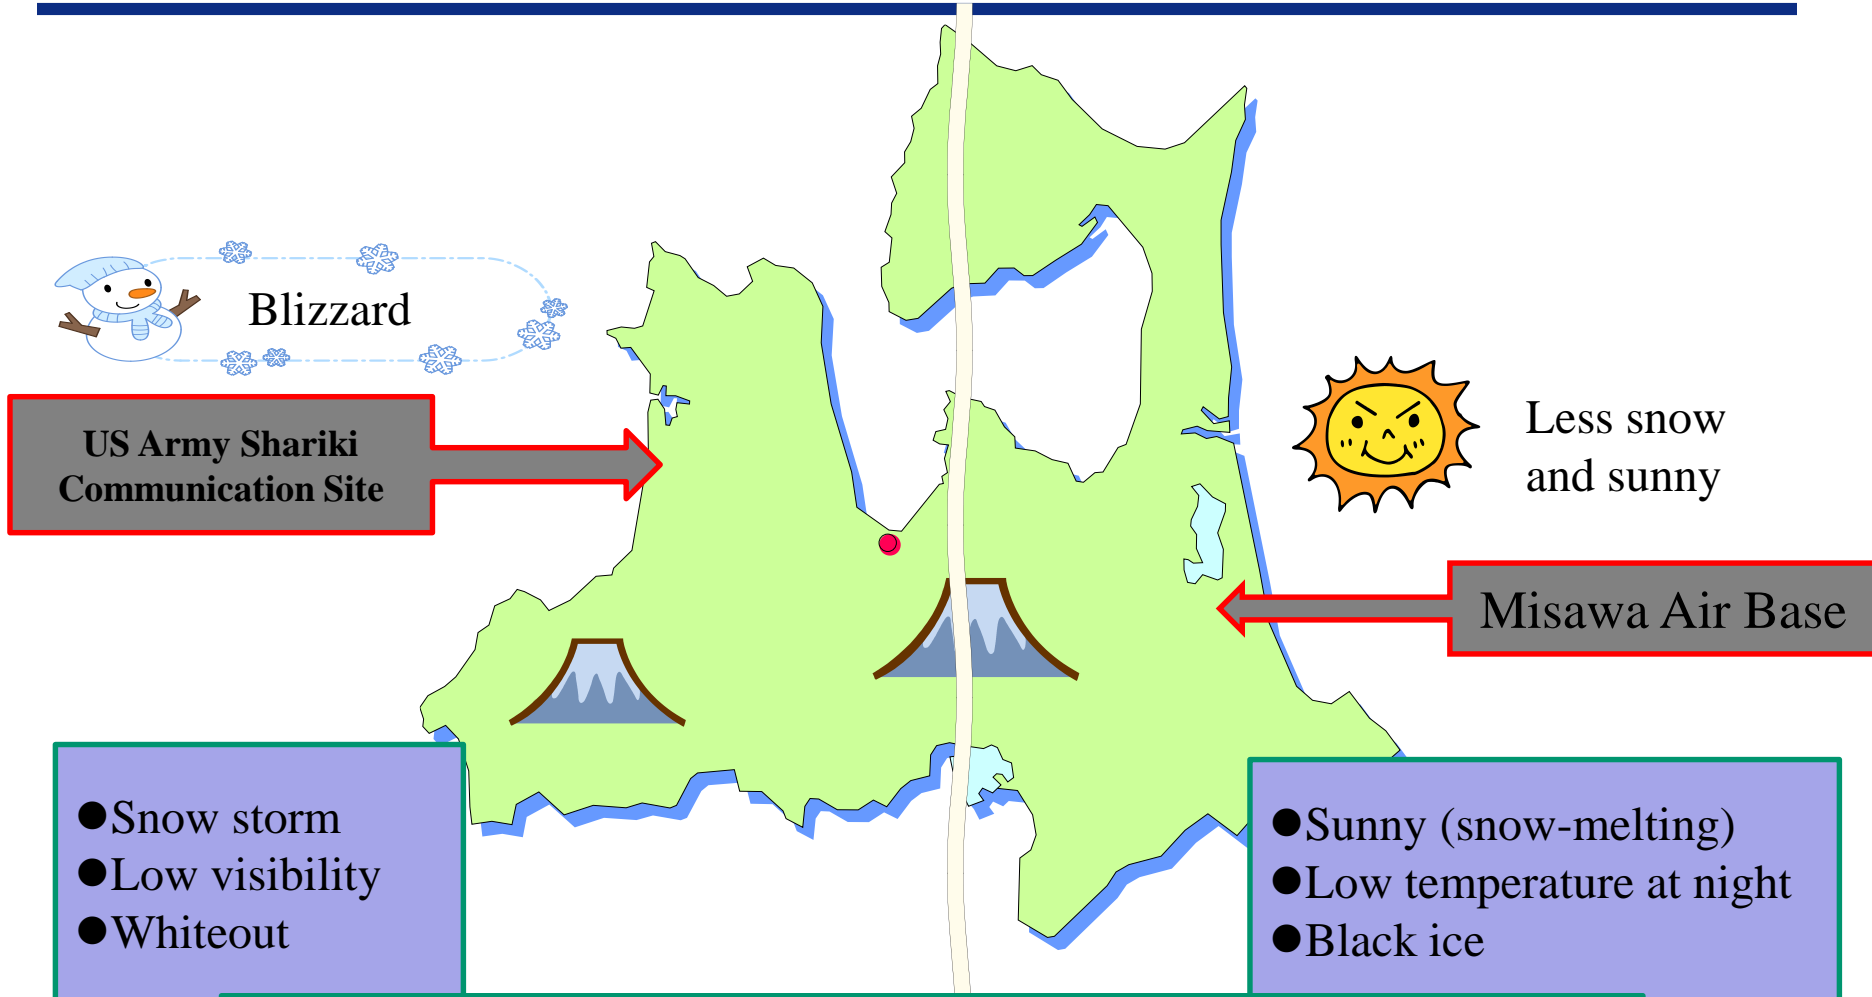 Blizzard
US Army Shariki
Communication Site
Less snow
and sunny
Misawa Air Base
●Snow storm
●Low visibility
●Whiteout
●Sunny (snow-melting)
●Low temperature at night
●Black ice